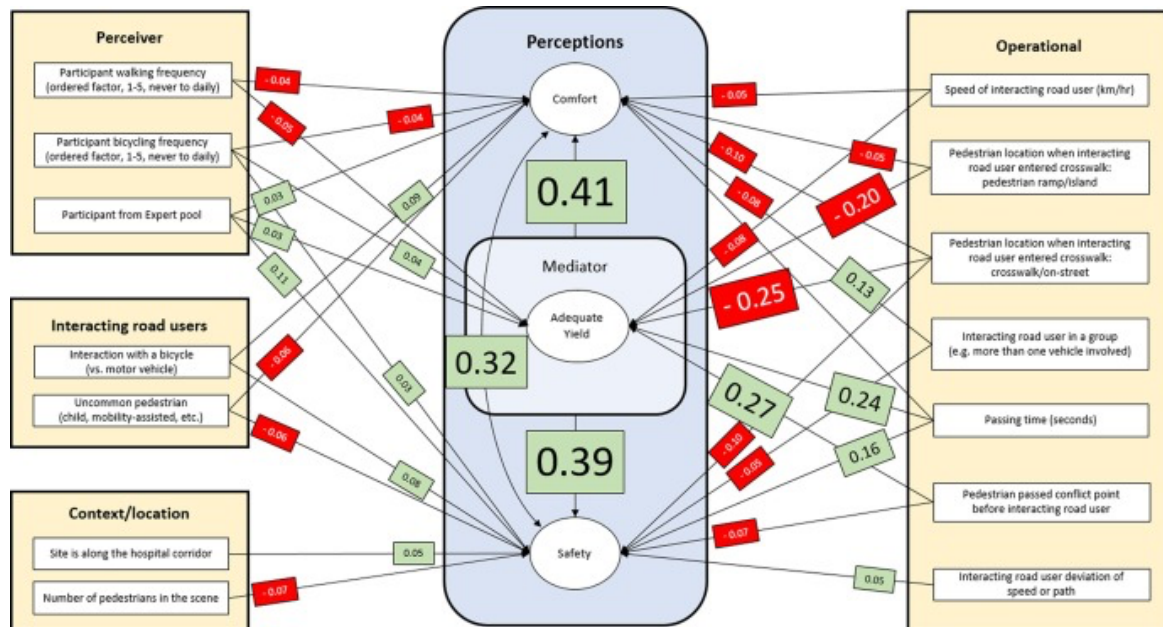 Perceiver
Participant walking frequency
(ordered factor, 1-5, never to daily)
Participant bicycling frequency
(ordered factor, 1-5, never to daily)
Participant from Expert pool
Interacting road users
Interaction with a bicycle
(vs. motor vehicle)
Uncommon pedestrian
(child, mobility-assisted, etc.)
Context/location
Site is along the hospital corridor
Number of pedestrians in the scene
- 0.04
- 0.05
- 0.04
0.03
0.03
0.11
0.09
0.04
- 0.06
0.03
- 0.06
0.08
0.05
- 0.07
Perceptions
Comfort
0.41
Mediator
Adequate
Yield
0.32
0.39
Safety
- 0.05
- 0.10
- 0.05
- 0.08
- 0.20
- 0.08
- 0.25
0.13
0.27
0.24
- 0.10
- 0.05
0.16
- 0.07
0.05
Operational
Speed of interacting road user (km/hr)
Pedestrian location when interacting
road user entered crosswalk:
pedestrian ramp/island
Pedestrian location when interacting
road user entered crosswalk:
crosswalk/on-street
Interacting road user in a group
(e.g. more than one vehicle involved)
Passing time (seconds)
Pedestrian passed conflict point
before interacting road user
Interacting road user deviation of
speed or path